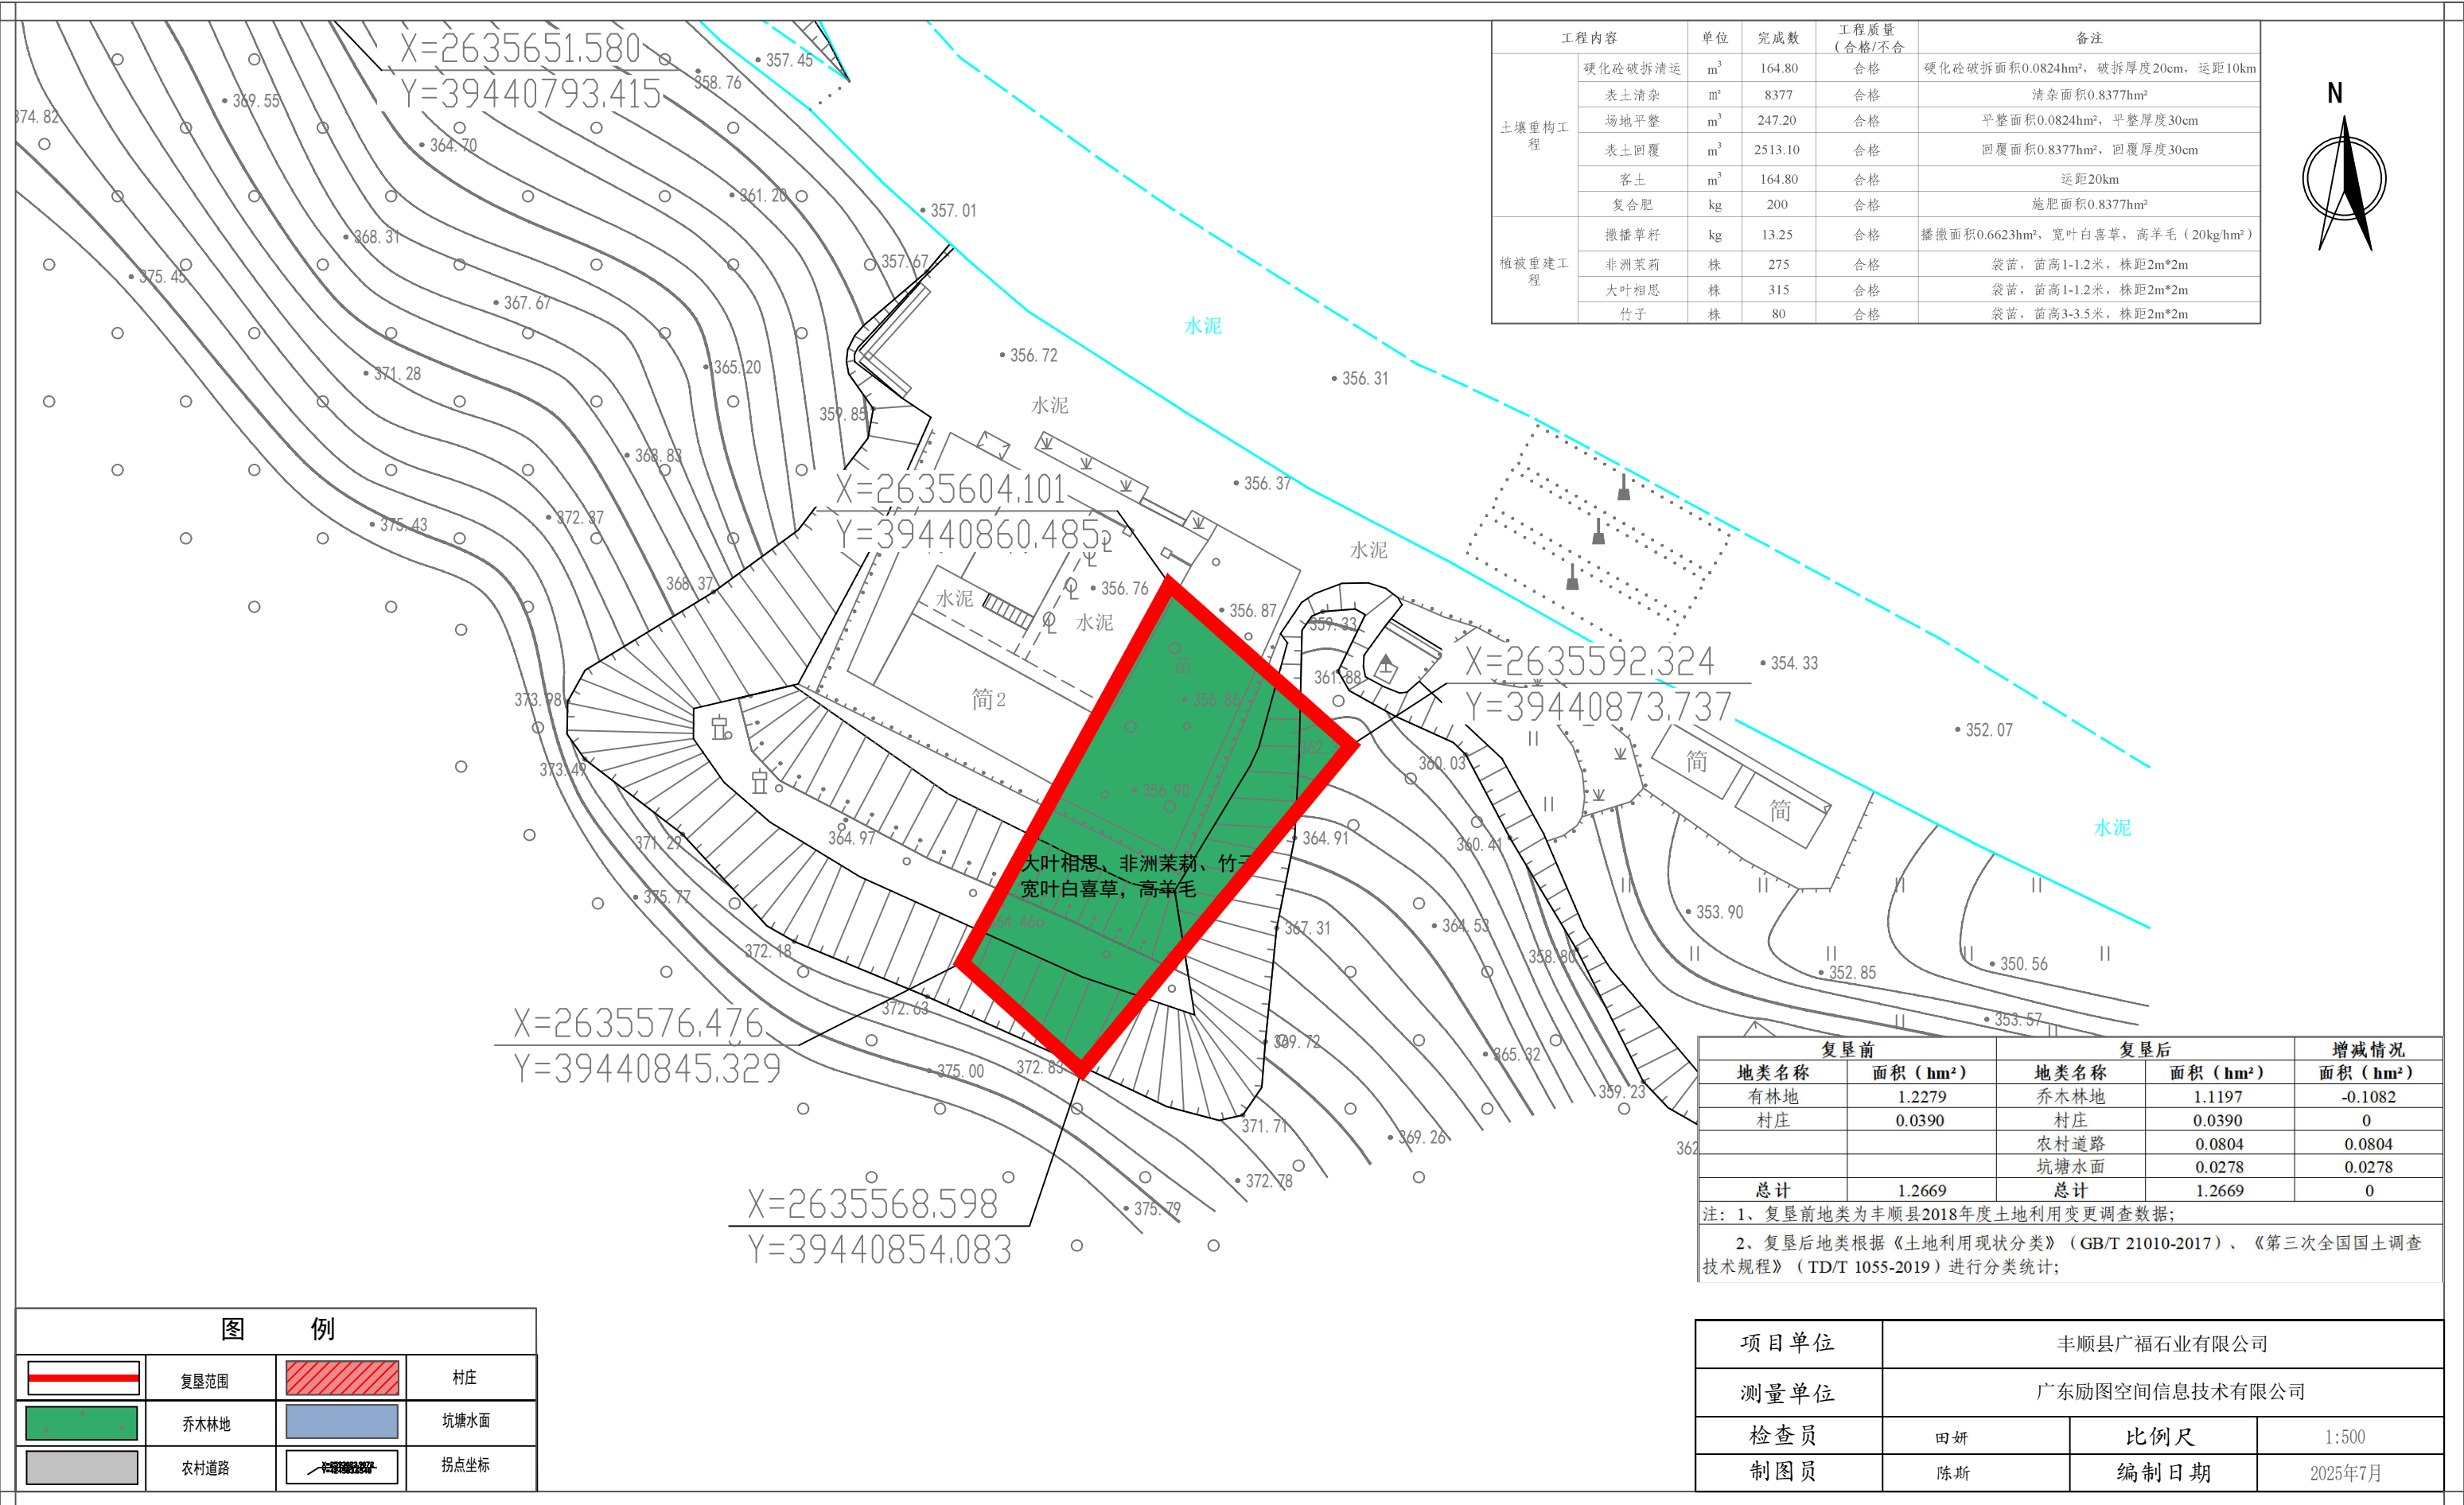 X=2635651.580
Y=39440793.415
357.45
358.76
369.55
364.70
361.20
357.01
368.31
375.45
357.67
367.67
356.72
371.28
365.20
359.85
水泥
356.31
水泥
368.83
356.37
X=2635604.101
Y=39440860.485
375.43
372.37
水泥
368.37
水泥
356.76
水泥
356.87
359.33
361.88
X=2635592.324
Y=39440873.737
354.33
352.07
373.98
简2
苗
356.86
362
360.03
简
简
373.49
356.90
水泥
371.29
364.97
364.91
360.41
大叶相思、非洲茉莉、竹子
宽叶白喜草，高羊毛
375.77
367.31
364.53
353.90
372.18
358.80
352.85
350.56
X=2635576.476
Y=39440845.329
372.63
353.57
375.00
372.83
369.72
365.32
359.23
371.71
369.26
372.78
375.79
X=2635568.598
Y=39440854.083
工程内容 单位 完成数 工程质量 备注
（合格/不合
土壤重构工程
硬化砼破拆清运 m³ 164.80 合格 硬化砼破拆面积0.0824hm²，破拆厚度20cm，运距10km
表土清杂 m² 8377 合格 清杂面积0.8377hm²
场地平整 m³ 247.20 合格 平整面积0.0824hm²，平整厚度30cm
表土回覆 m³ 2513.10 合格 回覆面积0.8377hm²，回覆厚度30cm
客土 m³ 164.80 合格 运距20km
复合肥 kg 200 合格 施肥面积0.8377hm²
植被重建工程
撒播草籽 kg 13.25 合格 播撒面积0.6623hm²，宽叶白喜草，高羊毛（20kg/hm²）
非洲茉莉 株 275 合格 袋苗，苗高1-1.2米，株距2m*2m
大叶相思 株 315 合格 袋苗，苗高1-1.2米，株距2m*2m
竹子 株 80 合格 袋苗，苗高3-3.5米，株距2m*2m
N
复垦前 复垦后 增减情况
地类名称 面积（hm²） 地类名称 面积（hm²） 面积（hm²）
有林地 1.2279 乔木林地 1.1197 -0.1082
村庄 0.0390 村庄 0.0390 0
农村道路 0.0804 0.0804
坑塘水面 0.0278 0.0278
总计 1.2669 总计 1.2669 0
注：1、复垦前地类为丰顺县2018年度土地利用变更调查数据；
2、复垦后地类根据《土地利用现状分类》（GB/T 21010-2017）、《第三次全国国土调查
技术规程》（TD/T 1055-2019）进行分类统计；
图 例
复垦范围 村庄
乔木林地 坑塘水面
农村道路 拐点坐标
项目单位 丰顺县广福石业有限公司
测量单位 广东励图空间信息技术有限公司
检查员 田妍 比例尺 1:500
制图员 陈斯 编制日期 2025年7月